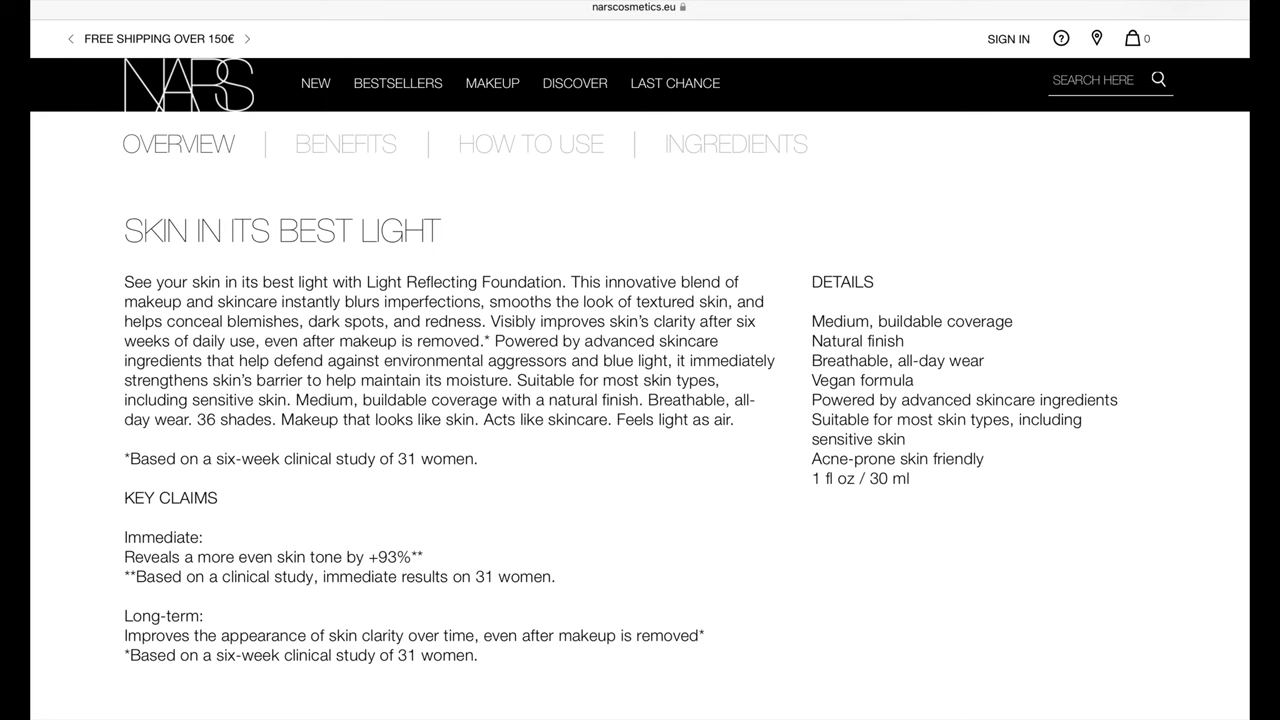 narscosmetics.eu
FREE SHIPPING OVER 150€
SIGN IN
0
NARS
NEW
BESTSELLERS
MAKEUP
DISCOVER
LAST CHANCE
SEARCH HERE
OVERVIEW
BENEFITS
HOW TO USE
INGREDIENTS
SKIN IN ITS BEST LIGHT
See your skin in its best light with Light Reflecting Foundation. This innovative blend of
makeup and skincare instantly blurs imperfections, smooths the look of textured skin, and
helps conceal blemishes, dark spots, and redness. Visibly improves skin’s clarity after six
weeks of daily use, even after makeup is removed.* Powered by advanced skincare
ingredients that help defend against environmental aggressors and blue light, it immediately
strengthens skin’s barrier to help maintain its moisture. Suitable for most skin types,
including sensitive skin. Medium, buildable coverage with a natural finish. Breathable, all-
day wear. 36 shades. Makeup that looks like skin. Acts like skincare. Feels light as air.
*Based on a six-week clinical study of 31 women.
KEY CLAIMS
Immediate:
Reveals a more even skin tone by +93%**
**Based on a clinical study, immediate results on 31 women.
Long-term:
Improves the appearance of skin clarity over time, even after makeup is removed*
*Based on a six-week clinical study of 31 women.
DETAILS
Medium, buildable coverage
Natural finish
Breathable, all-day wear
Vegan formula
Powered by advanced skincare ingredients
Suitable for most skin types, including
sensitive skin
Acne-prone skin friendly
1 fl oz / 30 ml